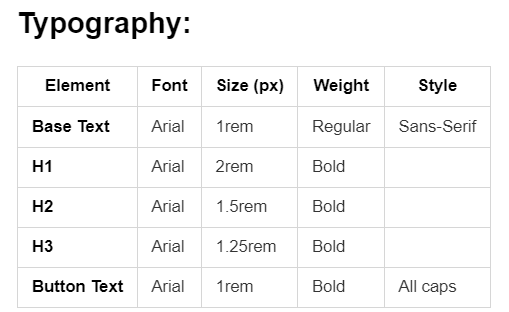 Typography:
Element Font Size (px) Weight Style
Base Text Arial 1rem Regular Sans-Serif
H1 Arial 2rem Bold
H2 Arial 1.5rem Bold
H3 Arial 1.25rem Bold
Button Text Arial 1rem Bold All caps